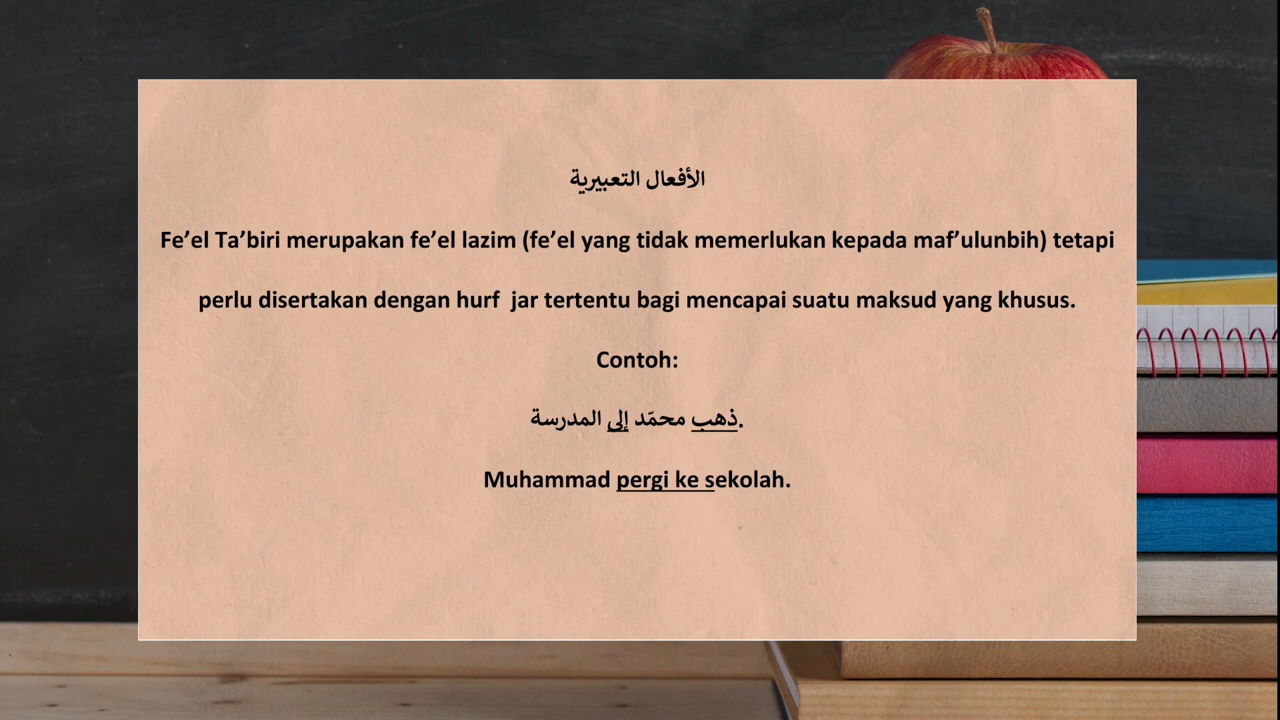 الأفعال التعبيرية
Fe’el Ta’biri merupakan fe’el lazim (fe’el yang tidak memerlukan kepada maf’ulunbih) tetapi
perlu disertakan dengan hurf  jar tertentu bagi mencapai suatu maksud yang khusus.
Contoh:
ذهب محمّد إلى المدرسة.
Muhammad pergi ke sekolah.